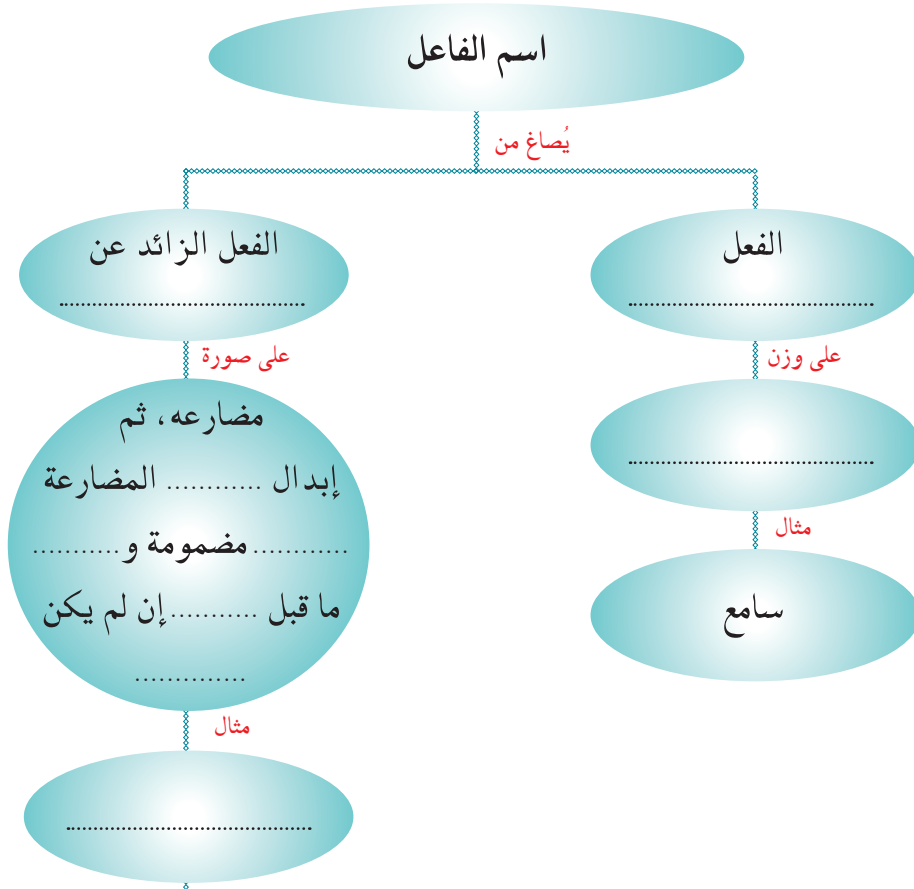 اسم الفاعل
يُصاغ من
الفعل
......................................
على وزن
......................................
مثال
سامع
الفعل الزائد عن
......................................
على صورة
مضارعه، ثم
إبدال ............ المضارعة
............ مضمومة و ............
ما قبل ............ إن لم يكن
..............
مثال
......................................